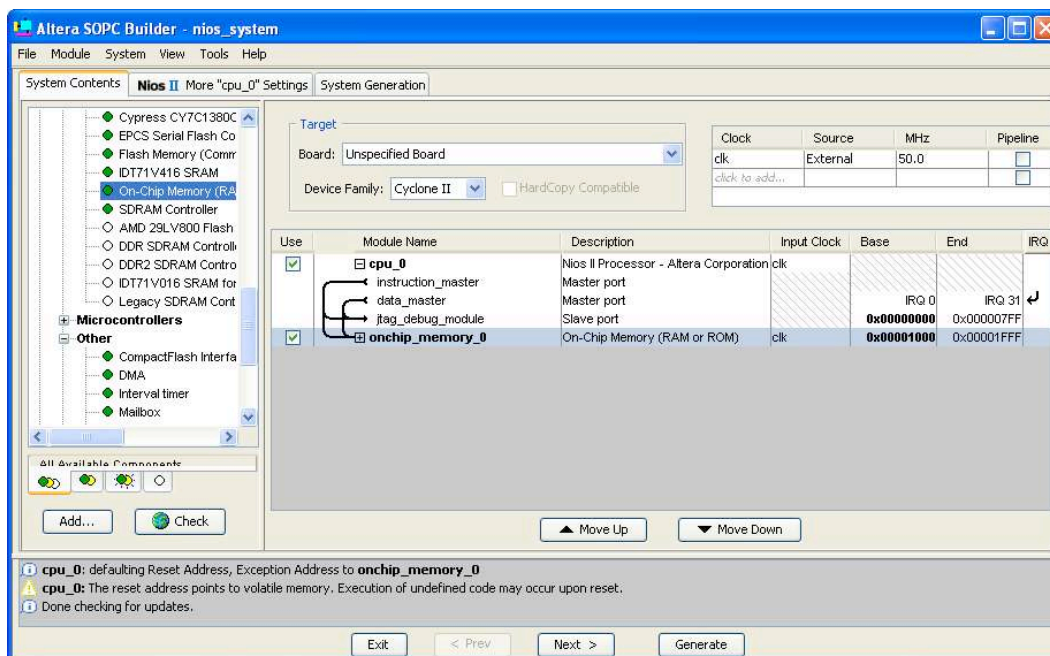 Altera SOPC Builder - nios_system
File Module System View Tools Help
System Contents Nios II More "cpu_0" Settings System Generation
Cypress CY7C1380C
EPCS Serial Flash Co
Flash Memory (Comm
IDT71V416 SRAM
On-Chip Memory (RA
SDRAM Controller
AMD 29LV800 Flash
DDR SDRAM Controll
DDR2 SDRAM Contro
IDT71V016 SRAM for
Legacy SDRAM Cont
Microcontrollers
Other
CompactFlash Interfa
DMA
Interval timer
Mailbox
All Available Components
Add... Check
Target
Board: Unspecified Board
Device Family: Cyclone II HardCopy Compatible
Clock Source MHz Pipeline
clk External 50.0
click to add...
Use Module Name Description Input Clock Base End IRQ
cpu_0 Nios II Processor - Altera Corporation clk
instruction_master Master port
data_master Master port IRQ 0 IRQ 31
jtag_debug_module Slave port 0x00000000 0x000007FF
onchip_memory_0 On-Chip Memory (RAM or ROM) clk 0x00001000 0x00001FFF
Move Up Move Down
cpu_0: defaulting Reset Address, Exception Address to onchip_memory_0
cpu_0: The reset address points to volatile memory. Execution of undefined code may occur upon reset.
Done checking for updates.
Exit < Prev Next > Generate